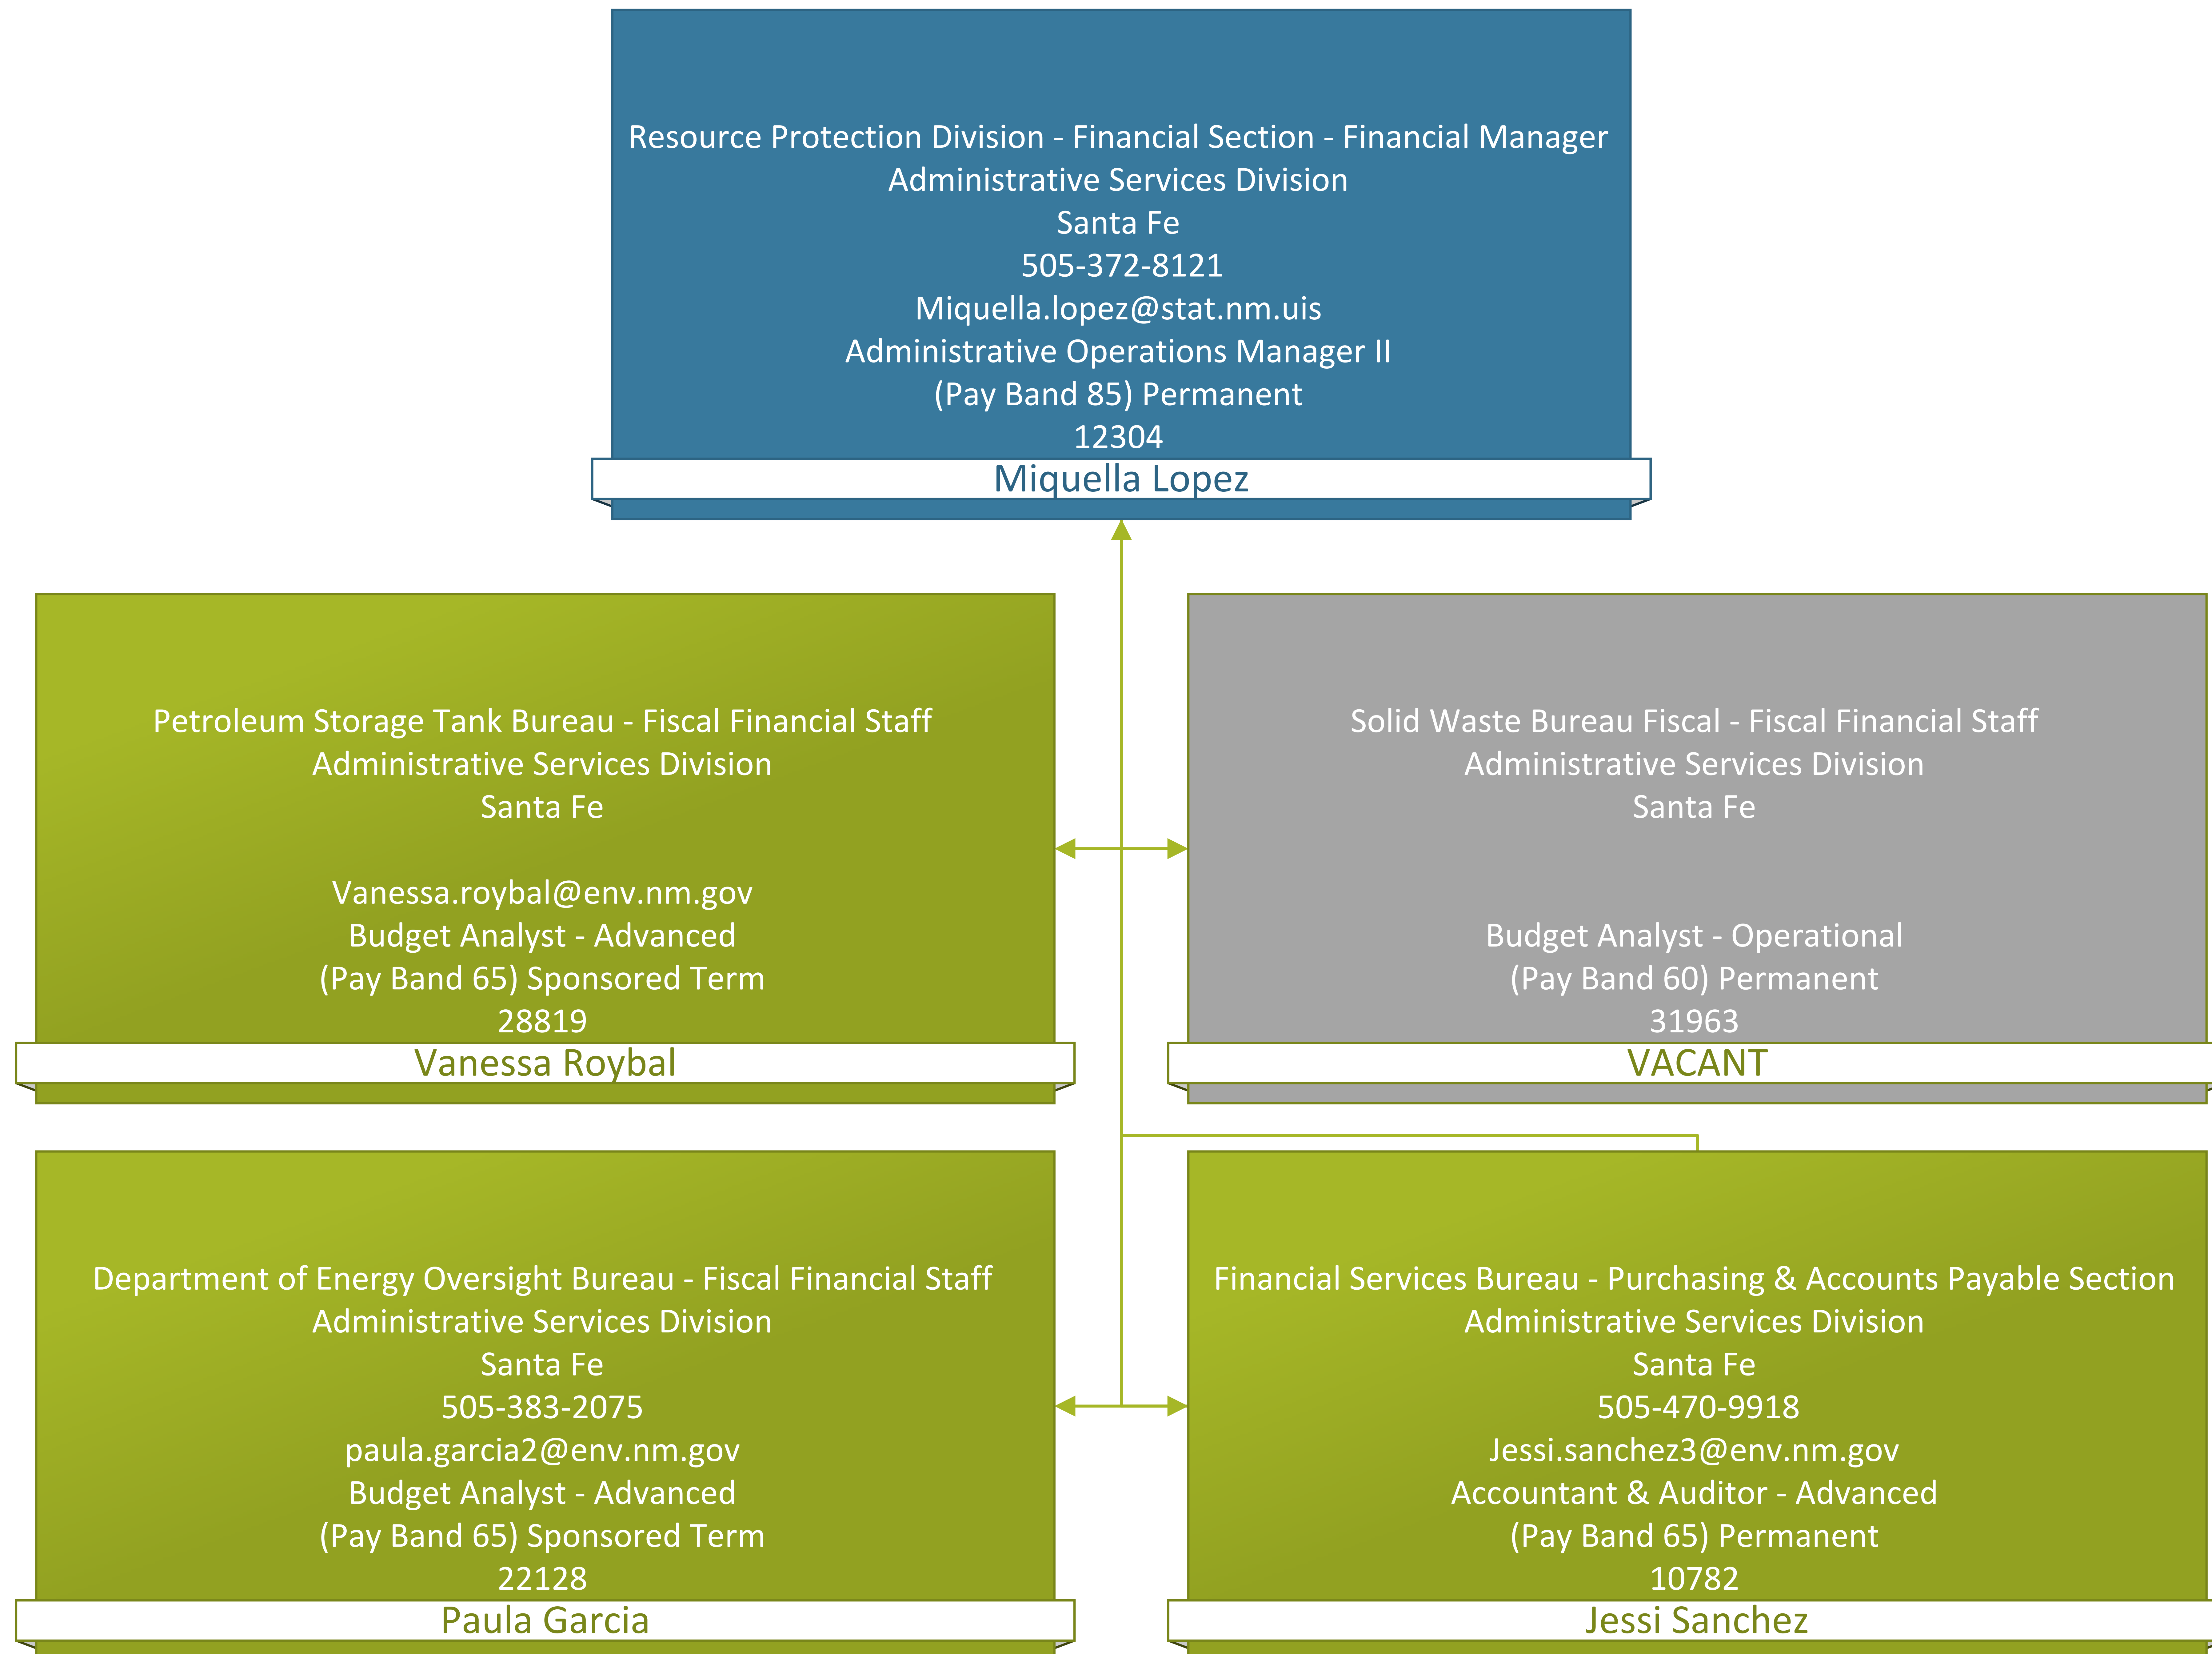 Resource Protection Division - Financial Section - Financial Manager
Administrative Services Division
Santa Fe
505-372-8121
Miquella.lopez@stat.nm.uis
Administrative Operations Manager II
(Pay Band 85) Permanent
12304
Miquella Lopez
Petroleum Storage Tank Bureau - Fiscal Financial Staff
Administrative Services Division
Santa Fe
Vanessa.roybal@env.nm.gov
Budget Analyst - Advanced
(Pay Band 65) Sponsored Term
28819
Vanessa Roybal
Solid Waste Bureau Fiscal - Fiscal Financial Staff
Administrative Services Division
Santa Fe
Budget Analyst - Operational
(Pay Band 60) Permanent
31963
VACANT
Department of Energy Oversight Bureau - Fiscal Financial Staff
Administrative Services Division
Santa Fe
505-383-2075
paula.garcia2@env.nm.gov
Budget Analyst - Advanced
(Pay Band 65) Sponsored Term
22128
Paula Garcia
Financial Services Bureau - Purchasing & Accounts Payable Section
Administrative Services Division
Santa Fe
505-470-9918
Jessi.sanchez3@env.nm.gov
Accountant & Auditor - Advanced
(Pay Band 65) Permanent
10782
Jessi Sanchez